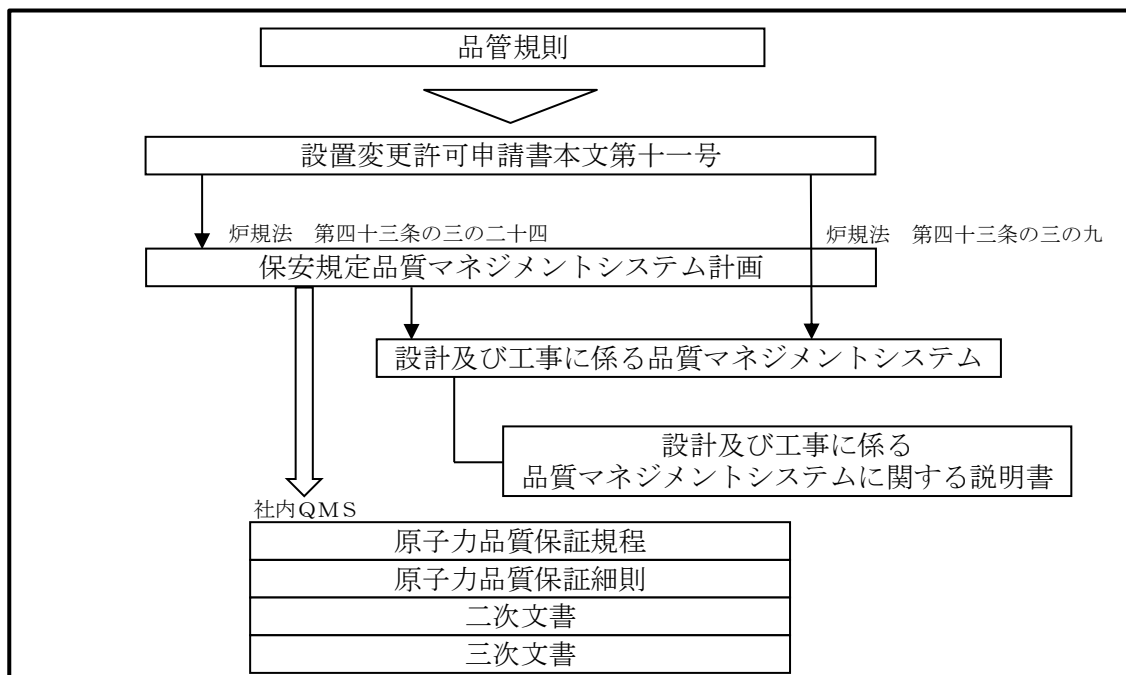 品管規則
設置変更許可申請書本文第十一号
炉規法　第四十三条の三の二十四
炉規法　第四十三条の三の九
保安規定品質マネジメントシステム計画
設計及び工事に係る品質マネジメントシステム
設計及び工事に係る
品質マネジメントシステムに関する説明書
社内ＱＭＳ
原子力品質保証規程
原子力品質保証細則
二次文書
三次文書